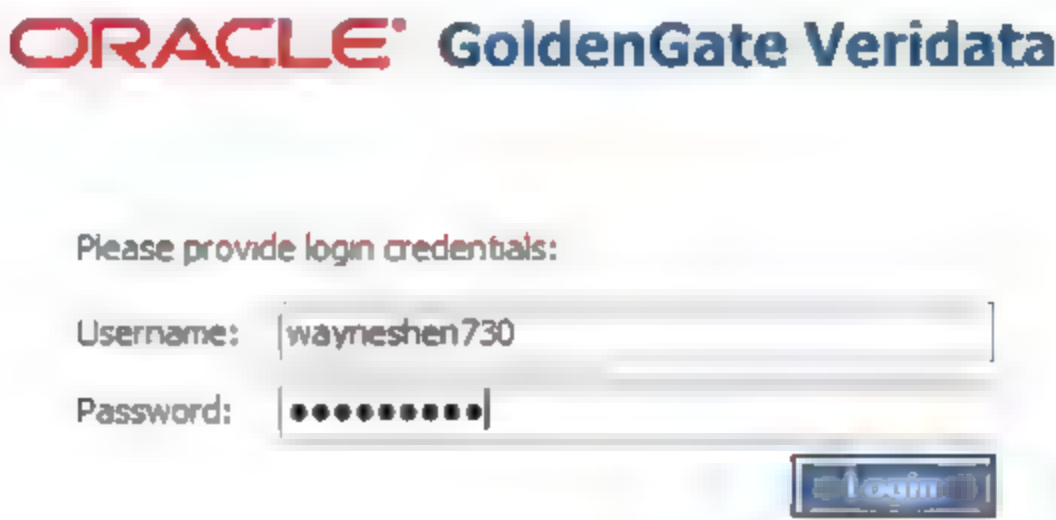 ORACLE GoldenGate Veridata
Please provide login credentials:
Username: wayneshen730
Password: •••••••••
Login